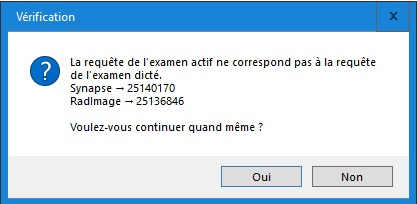 Vérification
x
La requête de l'examen actif ne correspond pas à la requête
de l'examen dicté.
Synapse → 25140170
RadImage → 25136846
Voulez-vous continuer quand même ?
Oui
Non